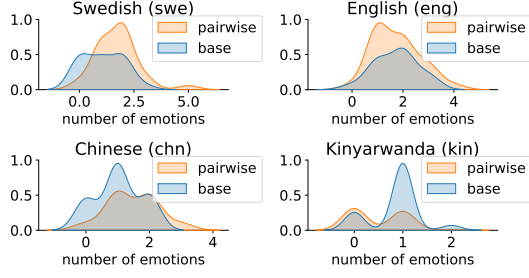 Swedish (swe)
1.0
0.5
0.0
0.0 2.5 5.0
number of emotions
pairwise
base
English (eng)
1.0
0.5
0.0
0 2 4
number of emotions
pairwise
base
Chinese (chn)
1.0
0.5
0.0
0 2 4
number of emotions
pairwise
base
Kinyarwanda (kin)
1.0
0.5
0.0
0 1 2
number of emotions
pairwise
base